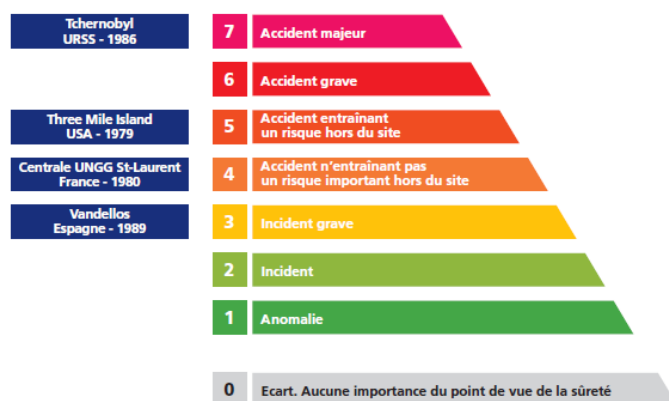 Tchernobyl
URSS - 1986
7
Accident majeur
6
Accident grave
Three Mile Island
USA - 1979
5
Accident entraînant
un risque hors du site
Centrale UNGG St-Laurent
France - 1980
4
Accident n'entraînant pas
un risque important hors du site
Vandellos
Espagne - 1989
3
Incident grave
2
Incident
1
Anomalie
0
Ecart. Aucune importance du point de vue de la sûreté